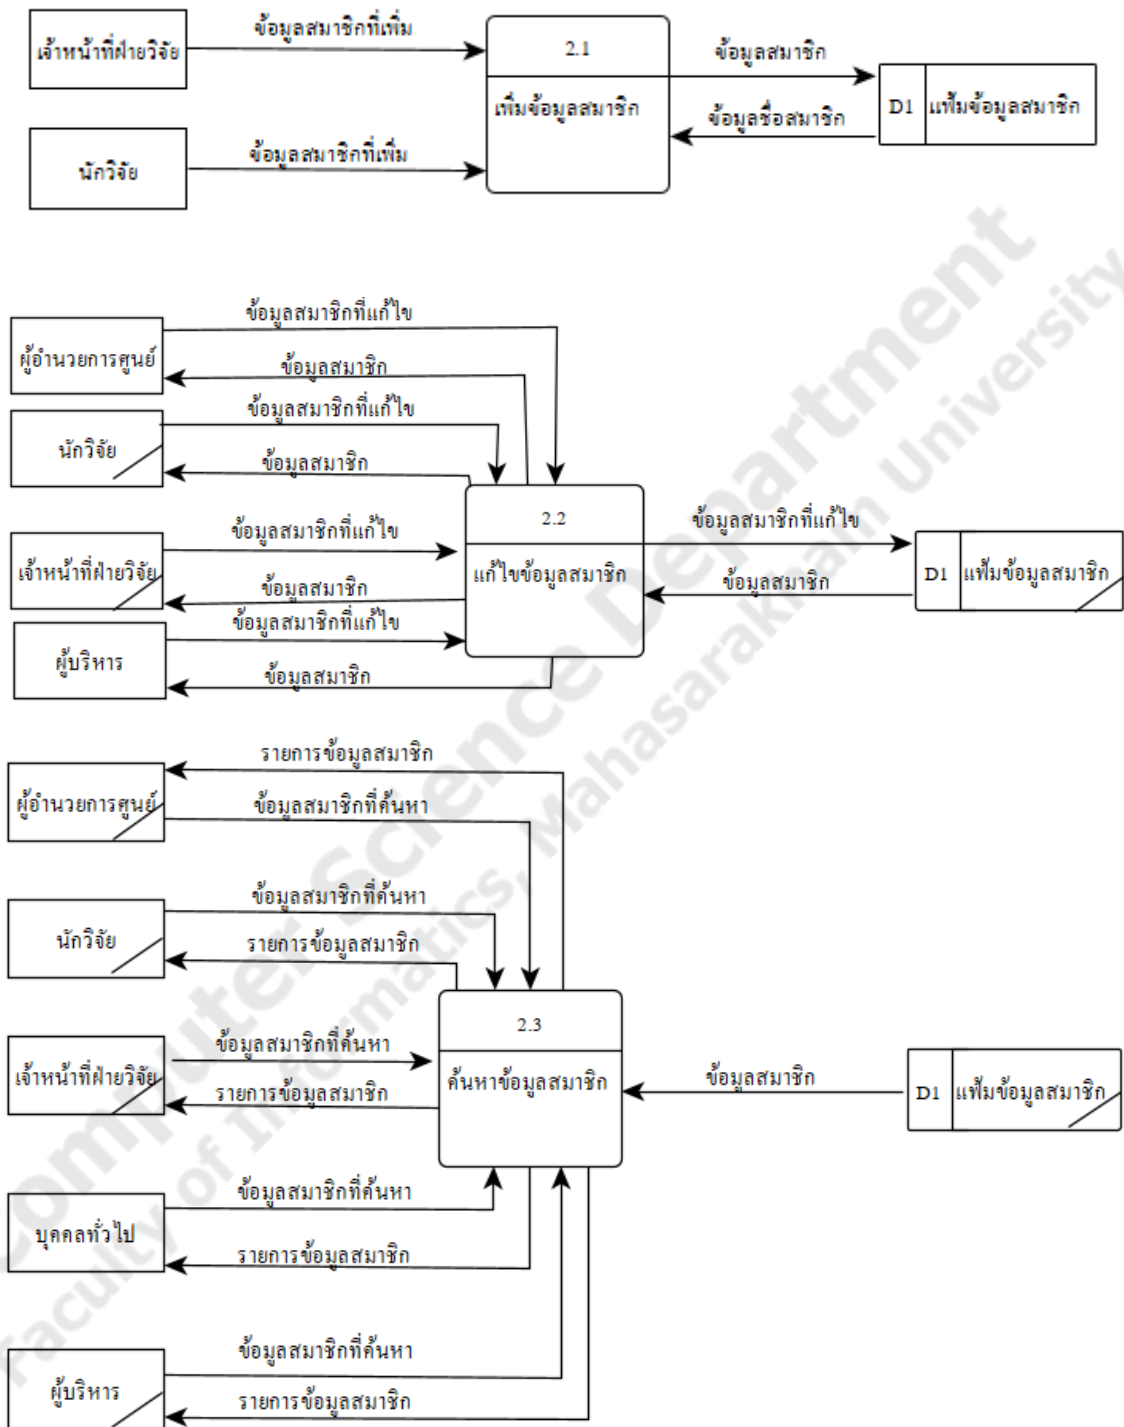 ข้อมูลสมาชิกที่เพิ่ม
เจ้าหน้าที่ฝ่ายวิจัย
2.1
ข้อมูลสมาชิก
เพิ่มข้อมูลสมาชิก
D1 แฟ้มข้อมูลสมาชิก
ข้อมูลชื่อสมาชิก
ข้อมูลสมาชิกที่เพิ่ม
นักวิจัย
ข้อมูลสมาชิกที่แก้ไข
ผู้อำนวยการศูนย์
ข้อมูลสมาชิก
ข้อมูลสมาชิกที่แก้ไข
นักวิจัย
ข้อมูลสมาชิก
2.2
ข้อมูลสมาชิกที่แก้ไข
ข้อมูลสมาชิกที่แก้ไข
เจ้าหน้าที่ฝ่ายวิจัย
แก้ไขข้อมูลสมาชิก
D1 แฟ้มข้อมูลสมาชิก
ข้อมูลสมาชิก
ข้อมูลสมาชิก
ข้อมูลสมาชิกที่แก้ไข
ผู้บริหาร
ข้อมูลสมาชิก
รายการข้อมูลสมาชิก
ผู้อำนวยการศูนย์
ข้อมูลสมาชิกที่ค้นหา
ข้อมูลสมาชิกที่ค้นหา
นักวิจัย
รายการข้อมูลสมาชิก
2.3
ข้อมูลสมาชิกที่ค้นหา
เจ้าหน้าที่ฝ่ายวิจัย
ค้นหาข้อมูลสมาชิก
ข้อมูลสมาชิก
D1 แฟ้มข้อมูลสมาชิก
รายการข้อมูลสมาชิก
ข้อมูลสมาชิกที่ค้นหา
บุคคลทั่วไป
รายการข้อมูลสมาชิก
ข้อมูลสมาชิกที่ค้นหา
ผู้บริหาร
รายการข้อมูลสมาชิก
Computer Science Department
Faculty of Informatics, Mahasarakham University